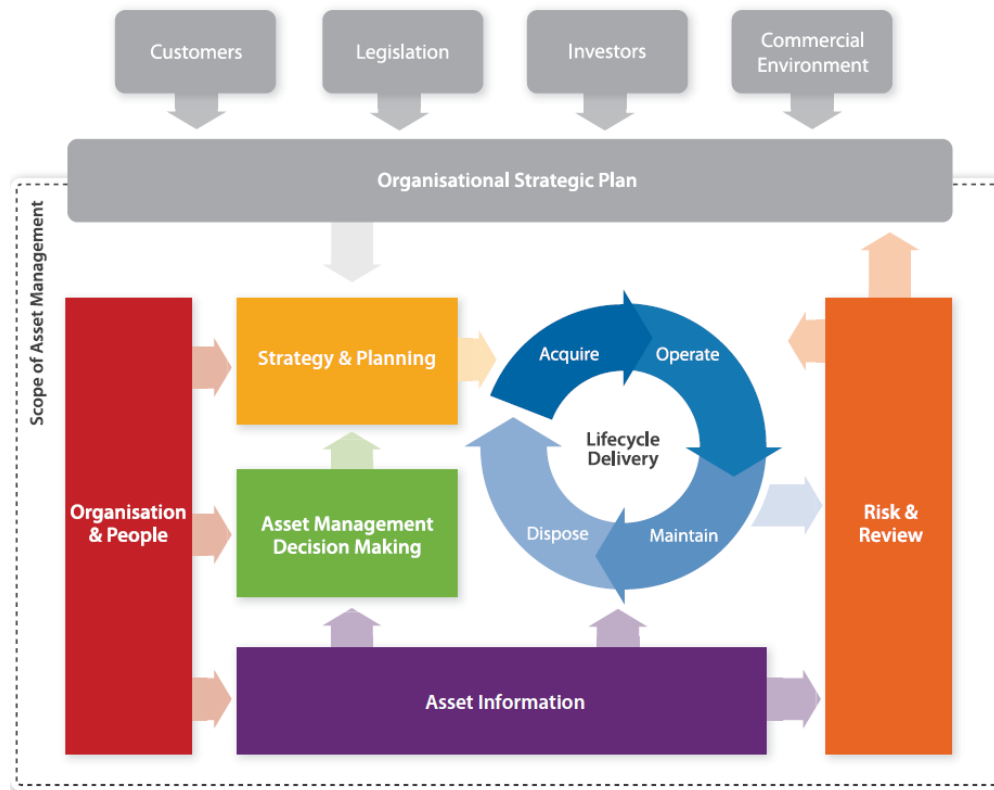 Customers
Legislation
Investors
Commercial
Environment
Organisational Strategic Plan
Scope of Asset Management
Strategy & Planning
Acquire
Operate
Lifecycle
Delivery
Organisation
& People
Asset Management
Decision Making
Dispose
Maintain
Risk &
Review
Asset Information